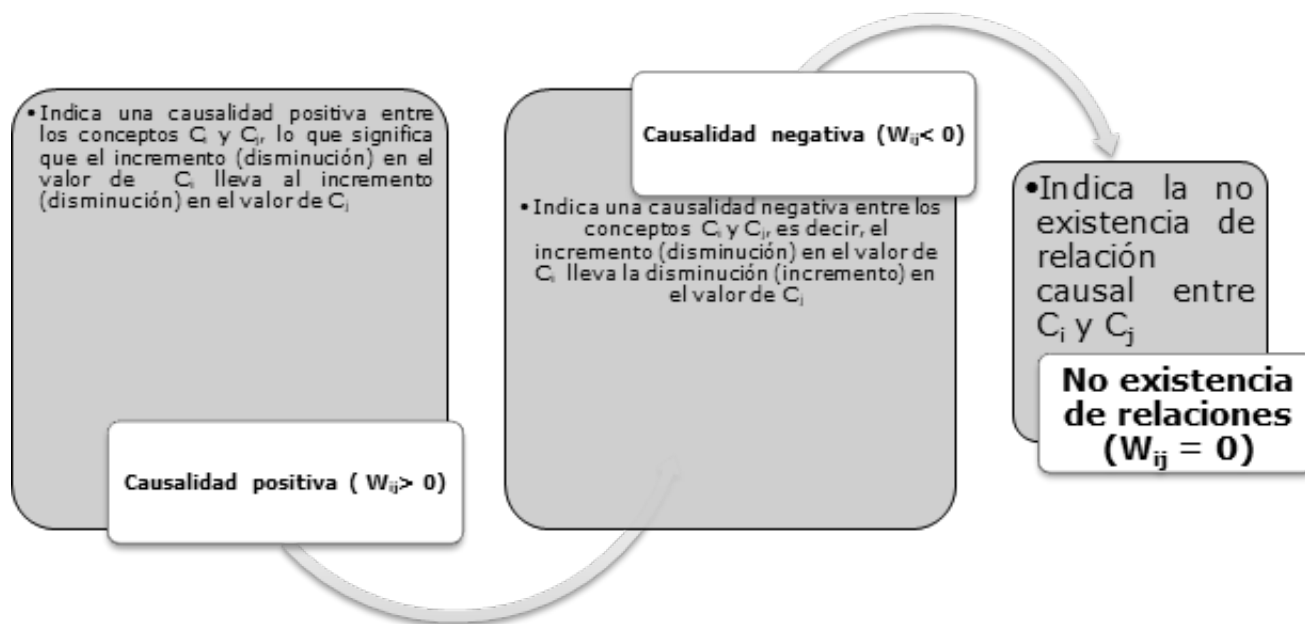 •Indica una causalidad positiva entre
los conceptos Cᵢ y Cⱼ, lo que significa
que el incremento (disminución) en el
valor de Cᵢ lleva al incremento
(disminución) en el valor de Cⱼ
Causalidad positiva ( Wᵢⱼ> 0)
Causalidad negativa (Wᵢⱼ< 0)
•Indica una causalidad negativa entre los
conceptos Cᵢ y Cⱼ, es decir, el
incremento (disminución) en el valor de
Cᵢ lleva la disminución (incremento) en
el valor de Cⱼ
•Indica la no
existencia de
relación
causal entre
Cᵢ y Cⱼ
No existencia
de relaciones
(Wᵢⱼ = 0)